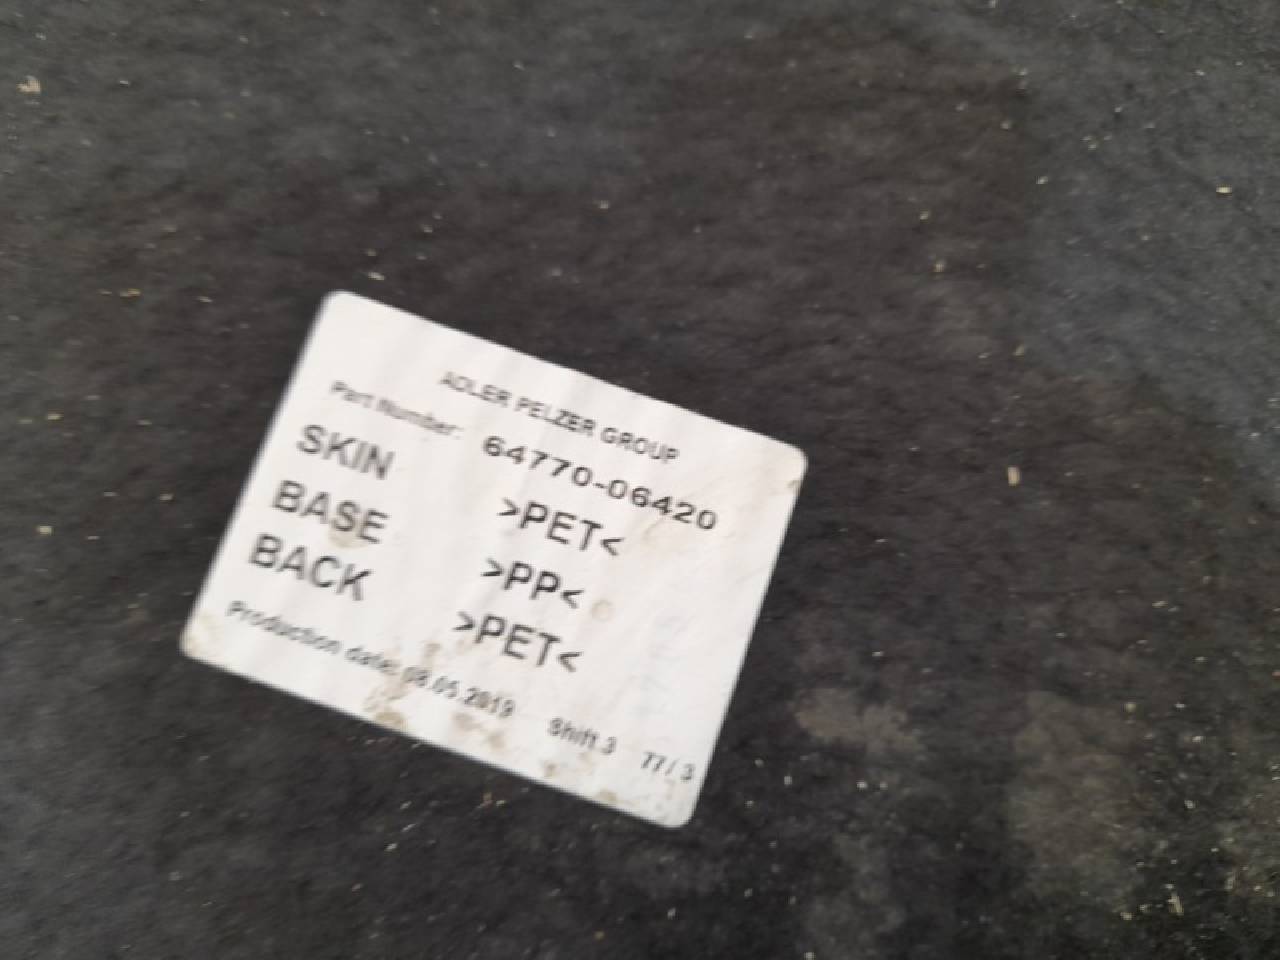 ADLER PELZER GROUP
Part Number: 64770-06420
SKIN >PET<
BASE >PP<
BACK >PET<
Production date: 08.05.2019 Shift 3 77 / 3